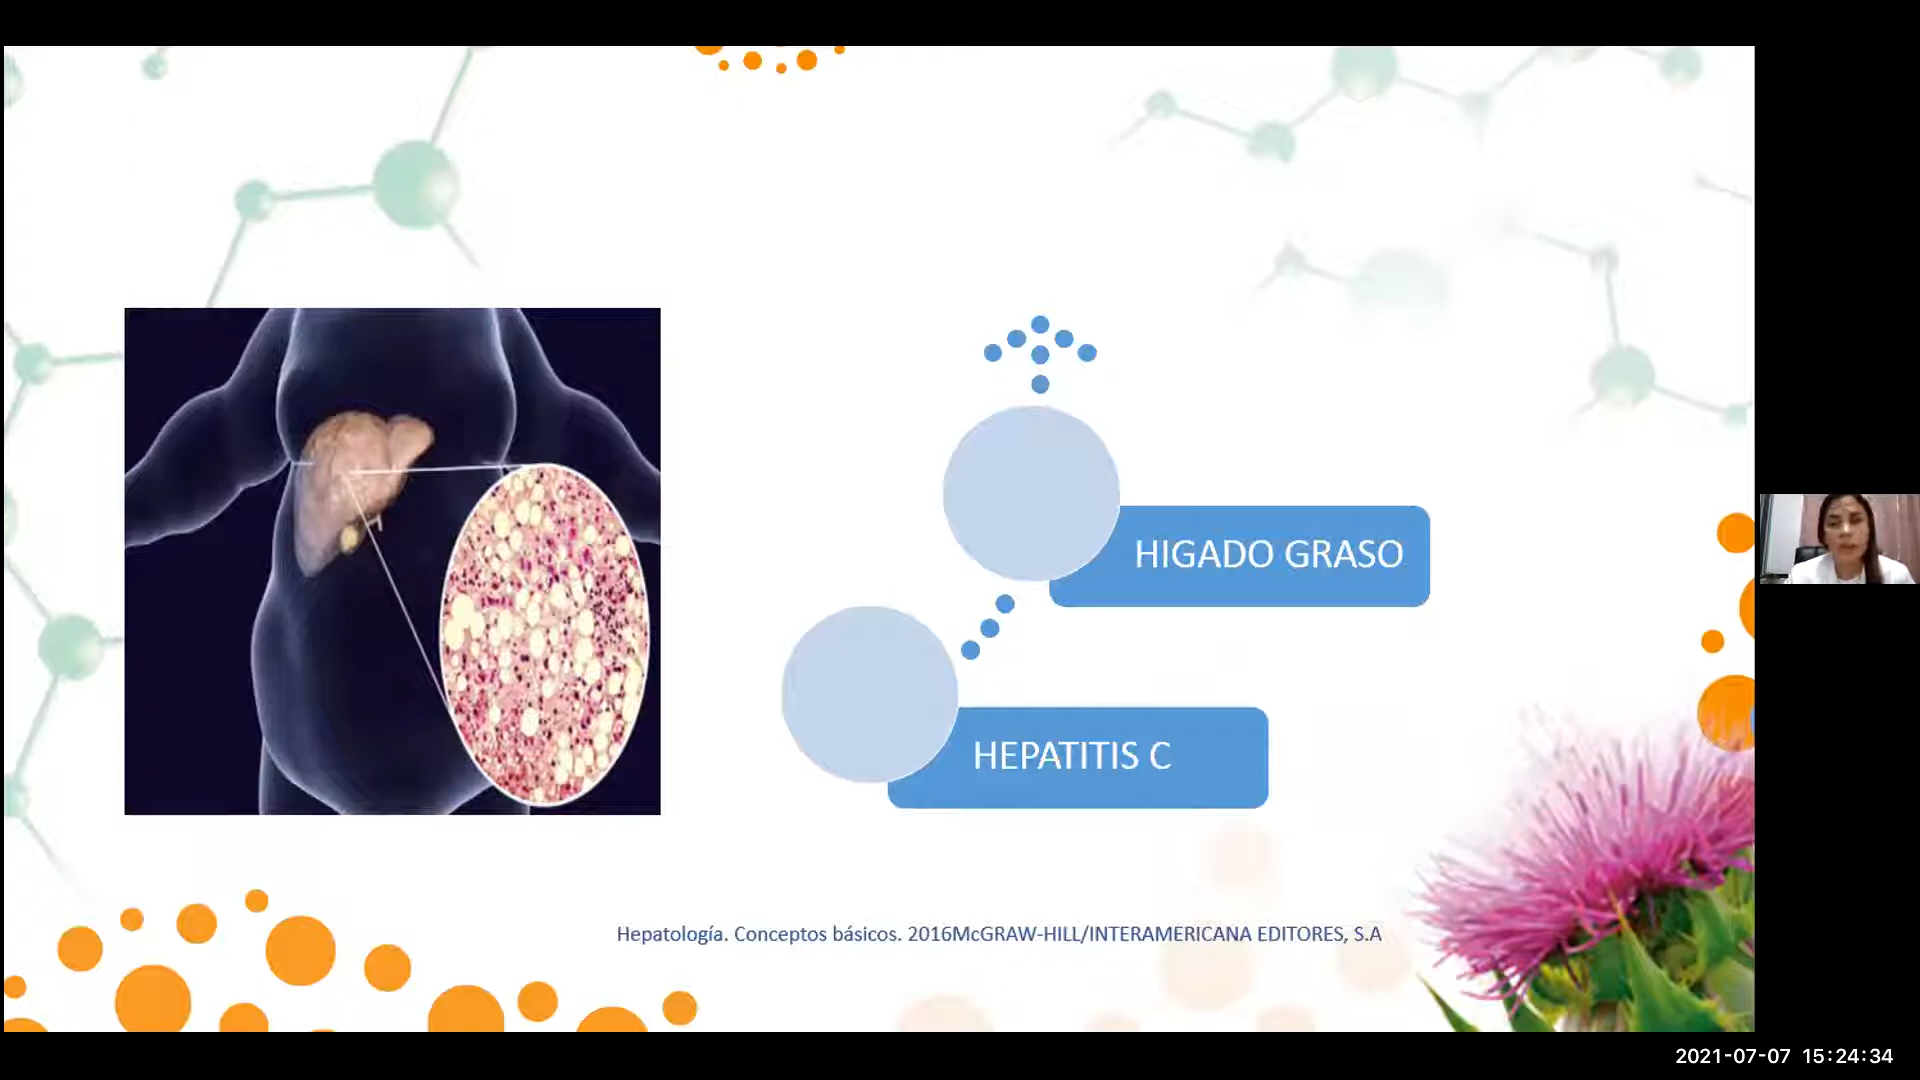 HIGADO GRASO
HEPATITIS C
Hepatología. Conceptos básicos. 2016McGRAW-HILL/INTERAMERICANA EDITORES, S.A
2021-07-07 15:24:34